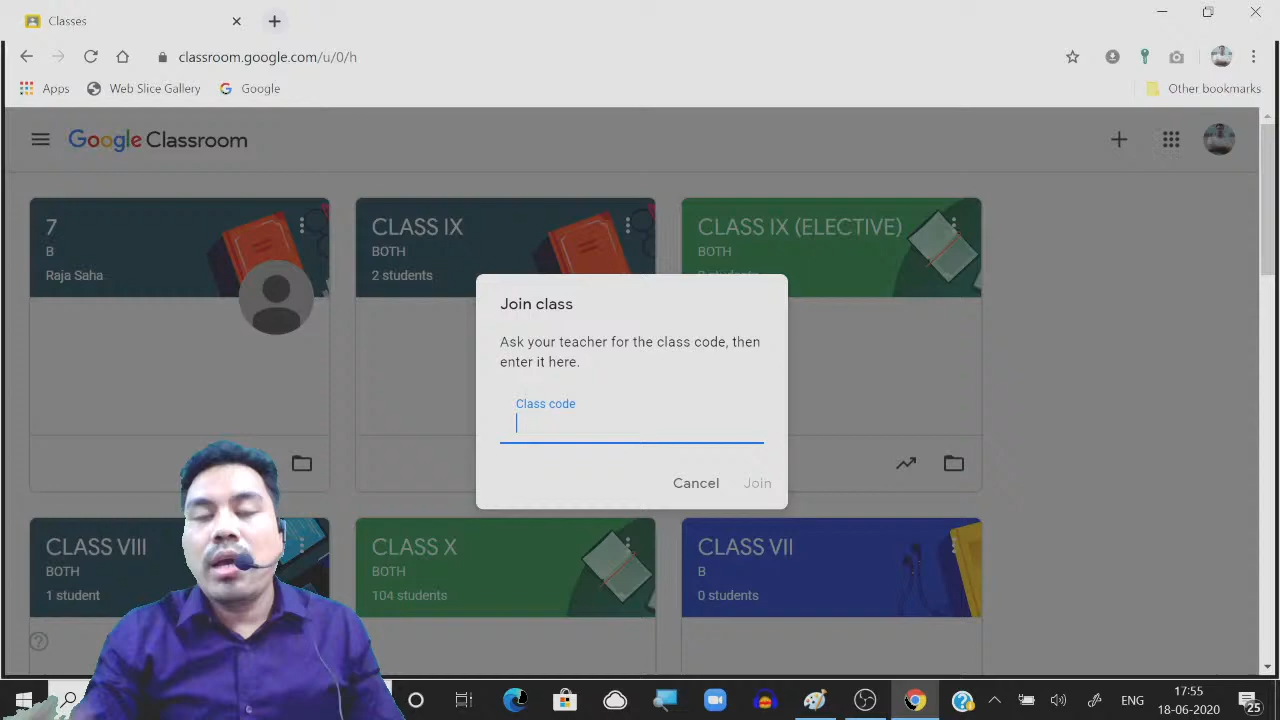 Classes
classroom.google.com/u/0/h
Apps
Web Slice Gallery
Google
Other bookmarks
Google Classroom
7
B
Raja Saha
CLASS IX
BOTH
2 students
CLASS IX (ELECTIVE)
BOTH
students
Join class
Ask your teacher for the class code, then
enter it here.
Class code
Cancel
Join
CLASS VIII
BOTH
1 student
CLASS X
BOTH
104 students
CLASS VII
B
0 students
ENG
17:55
18-06-2020
25